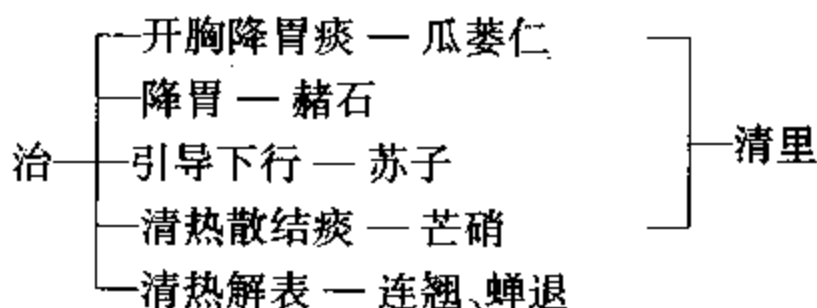 开胸降胃痰 — 瓜蒌仁
降胃 — 赭石
治 引导下行 — 苏子 清里
清热散结痰 — 芒硝
清热解表 — 连翘、蝉退